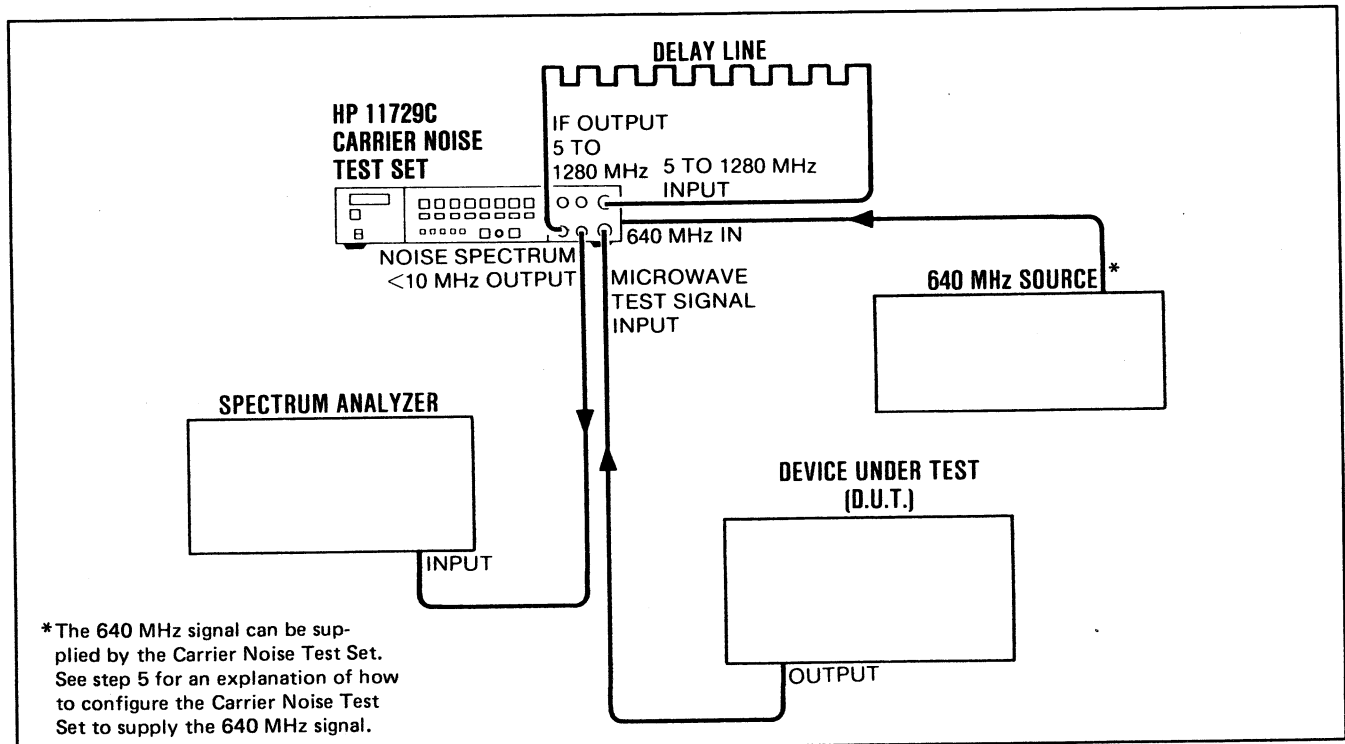 DELAY LINE
HP 11729C
CARRIER NOISE
TEST SET
IF OUTPUT
5 TO
1280 MHz
5 TO 1280 MHz
INPUT
640 MHz IN
NOISE SPECTRUM
<10 MHz OUTPUT
MICROWAVE
TEST SIGNAL
INPUT
640 MHz SOURCE *
SPECTRUM ANALYZER
INPUT
DEVICE UNDER TEST
(D.U.T.)
OUTPUT
* The 640 MHz signal can be sup-
plied by the Carrier Noise Test Set.
See step 5 for an explanation of how
to configure the Carrier Noise Test
Set to supply the 640 MHz signal.